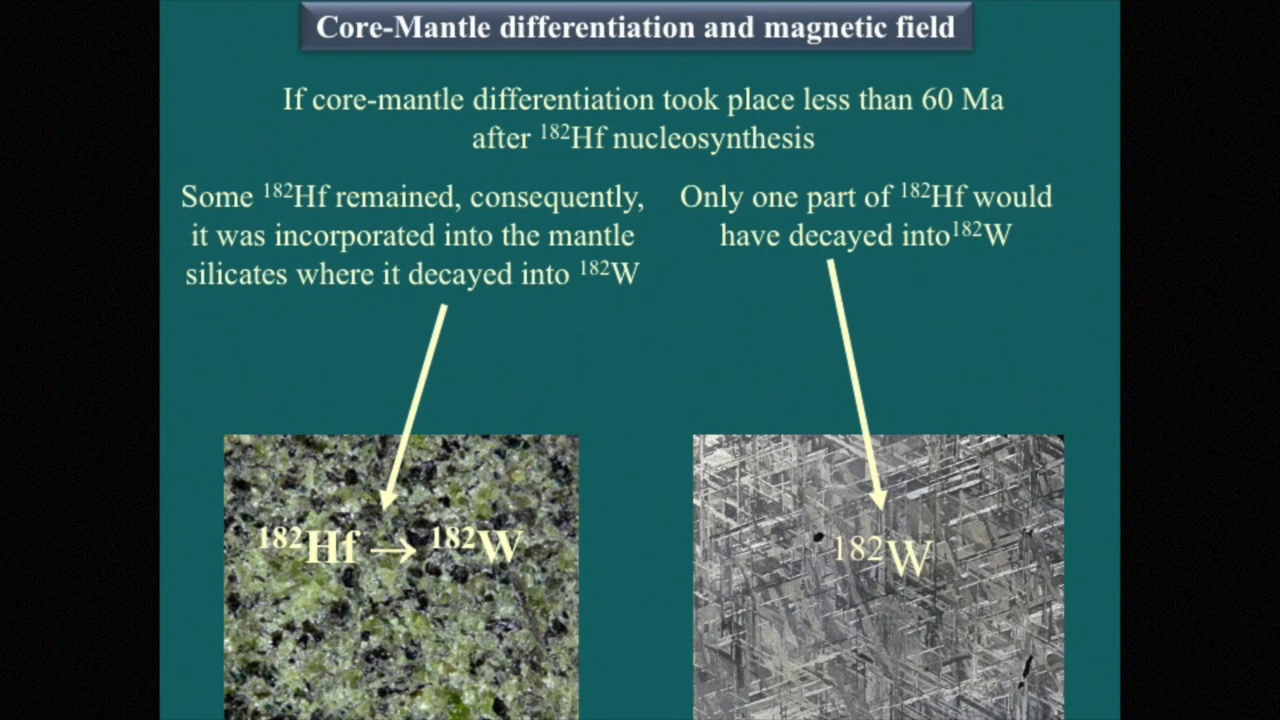 Core-Mantle differentiation and magnetic field
If core-mantle differentiation took place less than 60 Ma
after ¹⁸²Hf nucleosynthesis
Some ¹⁸²Hf remained, consequently,
it was incorporated into the mantle
silicates where it decayed into ¹⁸²W
Only one part of ¹⁸²Hf would
have decayed into¹⁸²W
¹⁸²Hf → ¹⁸²W
¹⁸²W